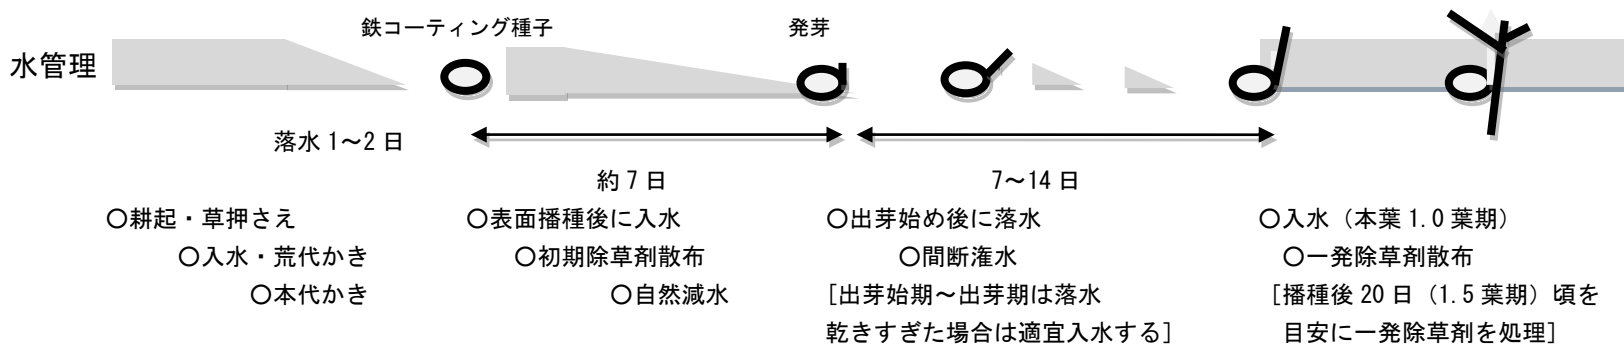 鉄コーティング種子
発芽
水管理
落水 1～2 日
約 7 日
7～14 日
○耕起・草押さえ
○入水・荒代かき
○本代かき
○表面播種後に入水
○初期除草剤散布
○自然減水
○出芽始め後に落水
○間断潅水
[出芽始期～出芽期は落水
乾きすぎた場合は適宜入水する]
○入水（本葉 1.0 葉期）
○一発除草剤散布
[播種後 20 日（1.5 葉期）頃を
目安に一発除草剤を処理]